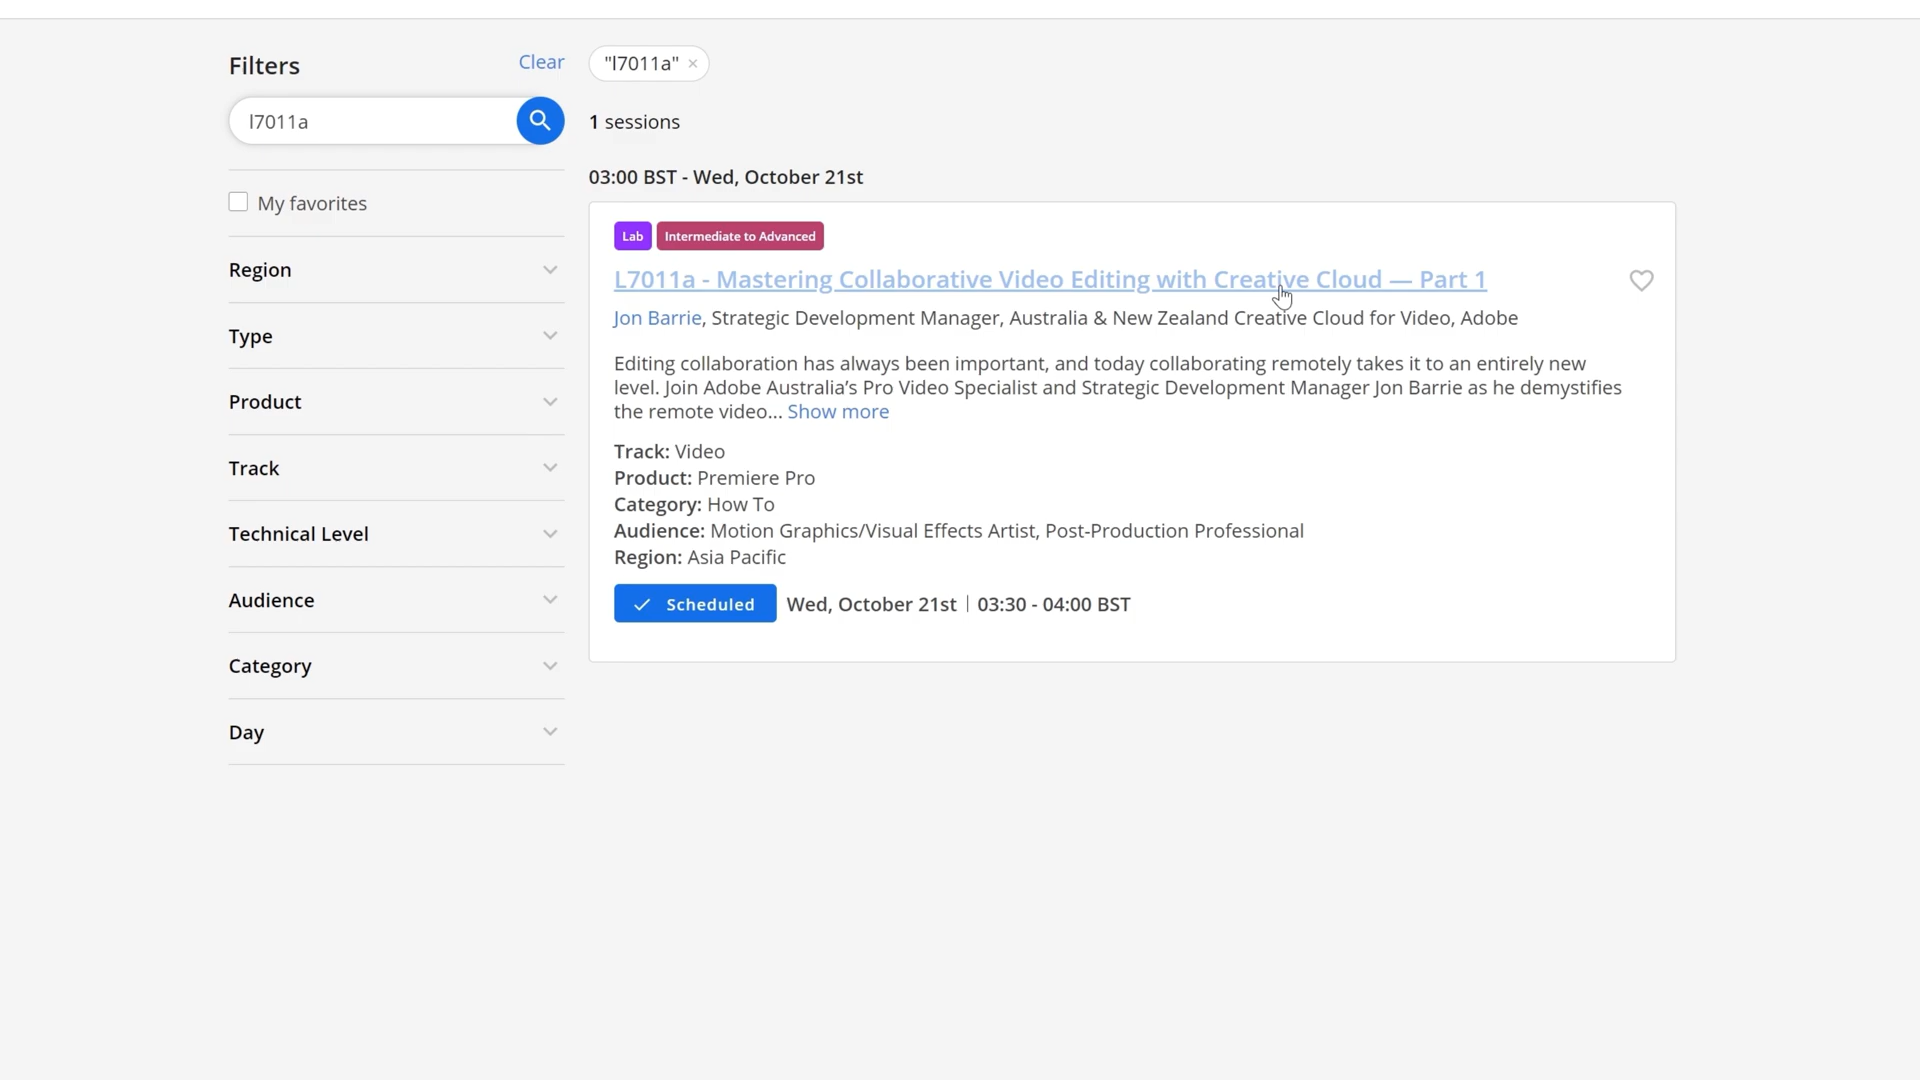 Filters
Clear
l7011a
My favorites
Region
Type
Product
Track
Technical Level
Audience
Category
Day
"l7011a" ×
1 sessions
03:00 BST - Wed, October 21st
Lab Intermediate to Advanced
L7011a - Mastering Collaborative Video Editing with Creative Cloud — Part 1
Jon Barrie, Strategic Development Manager, Australia & New Zealand Creative Cloud for Video, Adobe
Editing collaboration has always been important, and today collaborating remotely takes it to an entirely new
level. Join Adobe Australia’s Pro Video Specialist and Strategic Development Manager Jon Barrie as he demystifies
the remote video... Show more
Track: Video
Product: Premiere Pro
Category: How To
Audience: Motion Graphics/Visual Effects Artist, Post-Production Professional
Region: Asia Pacific
Scheduled Wed, October 21st | 03:30 - 04:00 BST